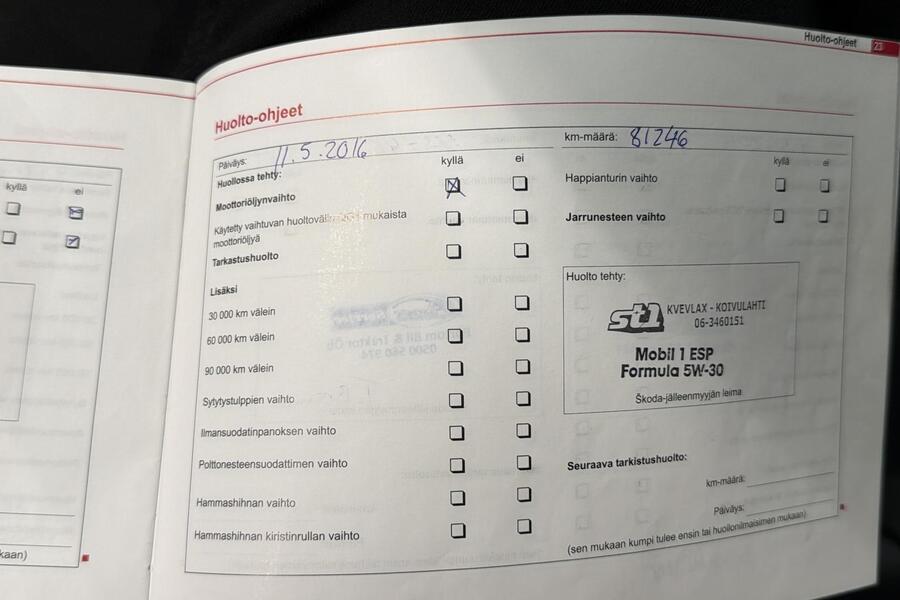 Huolto-ohjeet 23
Huolto-ohjeet
Päiväys: 11.5.2016
km-määrä: 81246
Huollossa tehty: kyllä ei
Moottoriöljynvaihto
Käytetty vaihtuvan huoltovälin mukaista
moottoriöljyä
Tarkastushuolto
Lisäksi
30 000 km välein
60 000 km välein
90 000 km välein
Sytytystulppien vaihto
Ilmansuodatinpanoksen vaihto
Polttonesteensuodattimen vaihto
Hammashihnan vaihto
Hammashihnan kiristinrullan vaihto
kyllä ei
Happianturin vaihto
Jarrunesteen vaihto
Huolto tehty:
st1 KVEVLAX - KOIVULAHTI
06-3460151
Mobil 1 ESP
Formula 5W-30
Škoda-jälleenmyyjän leima
Seuraava tarkistushuolto:
km-määrä:
Päiväys:
(sen mukaan kumpi tulee ensin tai huoltoilmaisimen mukaan)
kyllä ei
kaan)